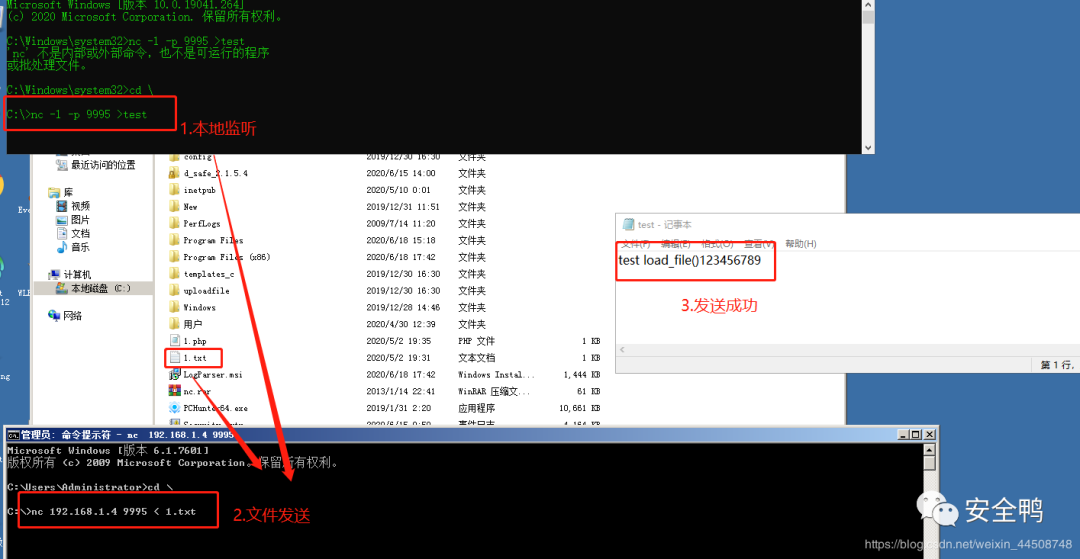 Microsoft Windows [版本 10.0.19041.264]
(c) 2020 Microsoft Corporation. 保留所有权利。
C:\Windows\system32>nc -l -p 9995 >test
'nc' 不是内部或外部命令，也不是可运行的程序
或批处理文件。
C:\Windows\system32>cd \
C:\>nc -l -p 9995 >test
1.本地监听
最近访问的位置
库
视频
图片
文档
音乐
计算机
本地磁盘 (C:)
网络
config 2019/12/30 16:30 文件夹
d_safe_2.1.5.4 2020/6/15 14:00 文件夹
inetpub 2020/5/10 0:01 文件夹
New 2019/12/31 11:51 文件夹
PerfLogs 2009/7/14 11:20 文件夹
Program Files 2020/6/18 15:18 文件夹
Program Files (x86) 2020/6/18 17:42 文件夹
templates_c 2019/12/30 16:30 文件夹
uploadfile 2019/12/30 16:30 文件夹
Windows 2019/12/28 14:46 文件夹
用户 2020/4/30 12:39 文件夹
1.php 2020/5/2 19:35 PHP 文件 1 KB
1.txt 2020/5/2 19:31 文本文档 1 KB
LogParser.msi 2020/6/18 17:42 Windows Instal... 1,444 KB
nc.rar 2013/1/14 22:41 WinRAR 压缩文... 61 KB
PCHunter64.exe 2019/1/31 2:20 应用程序 10,661 KB
test - 记事本
文件(F) 编辑(E) 格式(O) 查看(V) 帮助(H)
test load_file()123456789
3.发送成功
第 1 行,
管理员: 命令提示符 - nc 192.168.1.4 9995
Microsoft Windows [版本 6.1.7601]
版权所有 (c) 2009 Microsoft Corporation。保留所有权利。
C:\Users\Administrator>cd \
C:\>nc 192.168.1.4 9995 < 1.txt
2.文件发送
安全鸭
https://blog.csdn.net/weixin_44508748